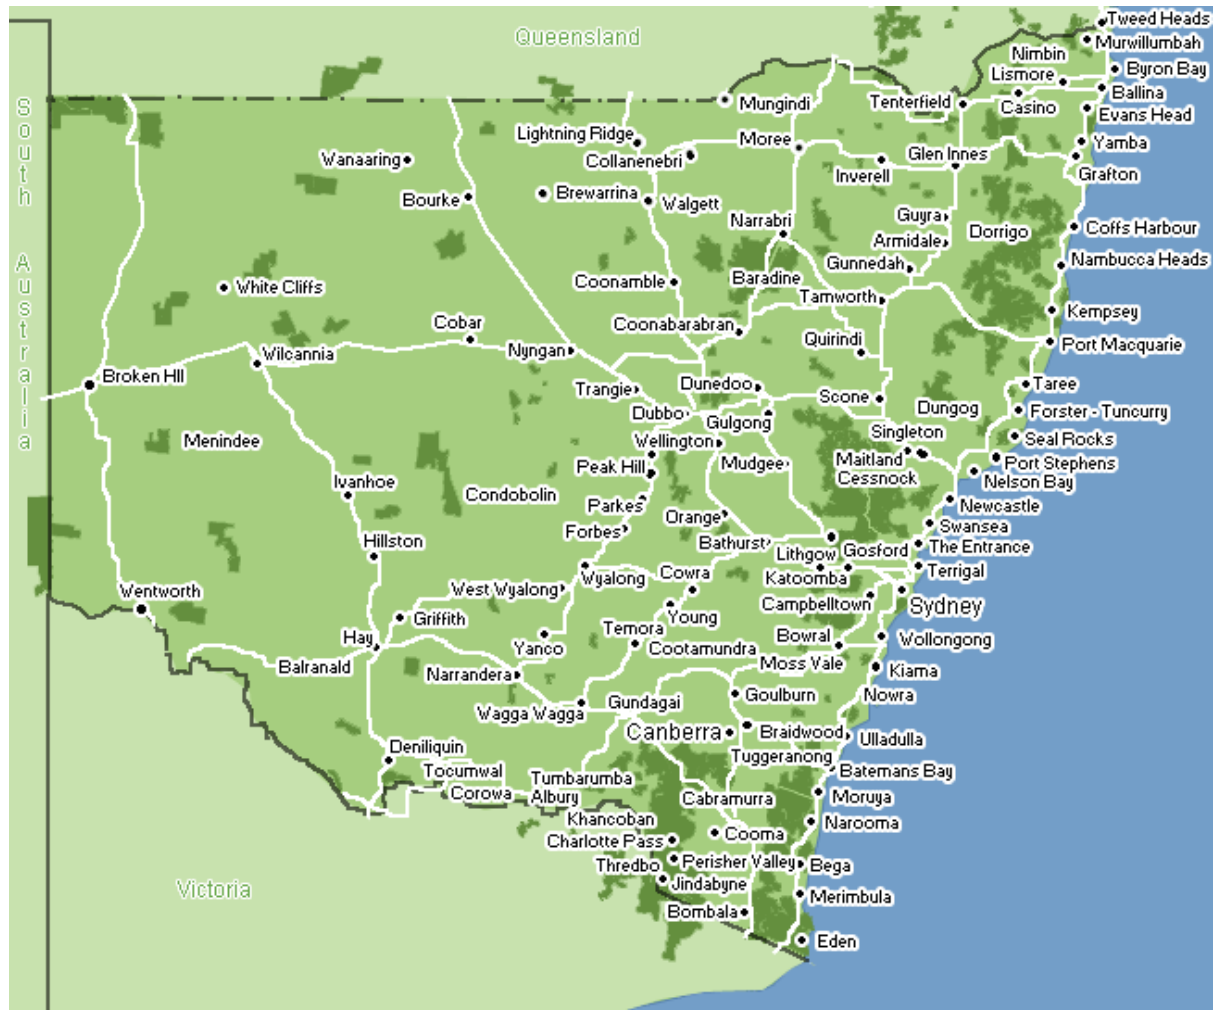 Tweed Heads
Queensland
Murwillumbah
Nimbin
Byron Bay
Lismore
Ballina
Mungindi
Tenterfield
Casino
Evans Head
South Australia
Lightning Ridge
Moree
Yamba
Wanaaring
Collanenebri
Glen Innes
Inverell
Grafton
Bourke
Brewarrina
Walgett
Narrabri
Guyra
Dorrigo
Coffs Harbour
Armidale
Gunnedah
Nambucca Heads
White Cliffs
Coonamble
Baradine
Tamworth
Kempsey
Cobar
Coonabarabran
Quirindi
Port Macquarie
Wilcannia
Nyngan
Broken Hill
Trangie
Dunedoo
Taree
Scone
Dubbo
Gulgong
Dungog
Forster - Tuncurry
Menindee
Wellington
Singleton
Seal Rocks
Peak Hill
Mudgee
Maitland
Port Stephens
Cessnock
Nelson Bay
Ivanhoe
Condobolin
Parkes
Newcastle
Orange
Forbes
Swansea
Hillston
Bathurst
Lithgow
Gosford
The Entrance
Wyalong
Cowra
Katoomba
Terrigal
Wentworth
West Wyalong
Campbelltown
Sydney
Griffith
Young
Temora
Hay
Yanco
Cootamundra
Bowral
Wollongong
Balranald
Narrandera
Moss Vale
Kiama
Goulburn
Nowra
Wagga Wagga
Gundagai
Canberra
Braidwood
Ulladulla
Deniliquin
Tuggeranong
Tocumwal
Tumbarumba
Batemans Bay
Corowa
Albury
Cabramurra
Moruya
Khancoban
Narooma
Cooma
Charlotte Pass
Thredbo
Perisher Valley
Bega
Victoria
Jindabyne
Merimbula
Bombala
Eden